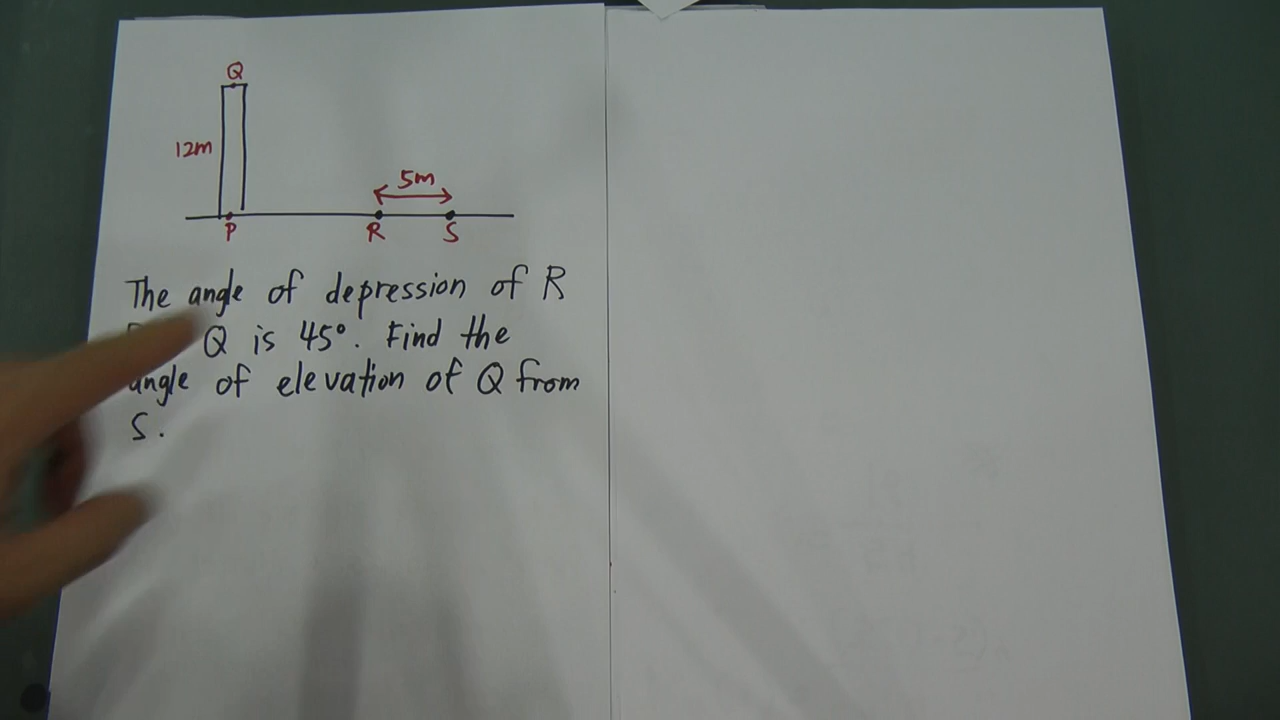 Q
12m
5m
P R S
The angle of depression of R
Q is 45°. Find the
angle of elevation of Q from
S.